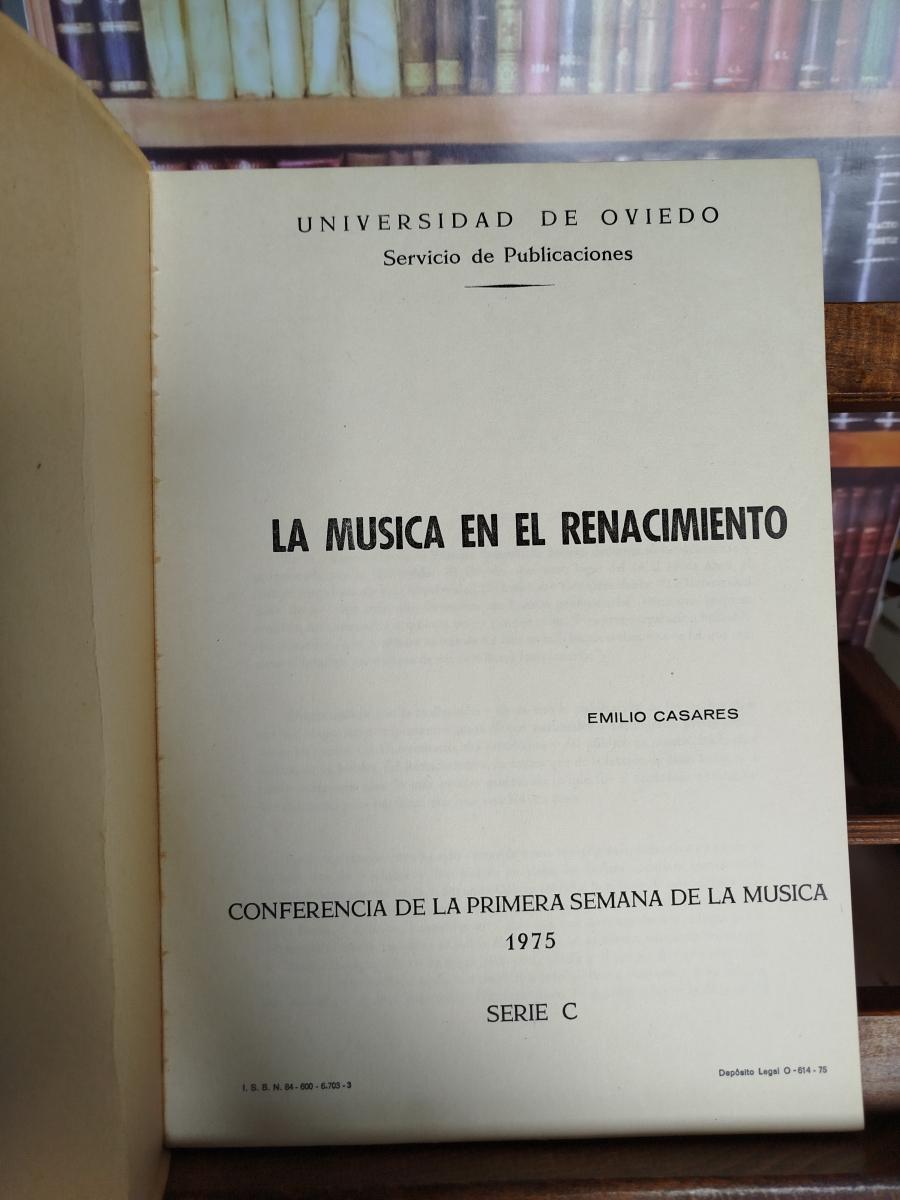 UNIVERSIDAD DE OVIEDO
Servicio de Publicaciones
LA MUSICA EN EL RENACIMIENTO
EMILIO CASARES
CONFERENCIA DE LA PRIMERA SEMANA DE LA MUSICA
1975
SERIE C
I. S. B. N. 84 - 600 - 6.703 - 3
Depósito Legal O - 614 - 75